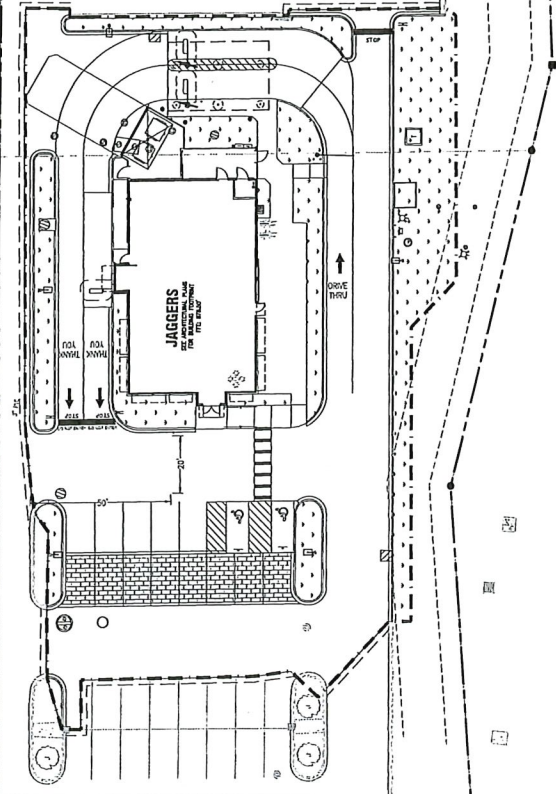 STOP
JAGGERS
SEE ARCHITECTURAL PLANS
FOR BUILDING FOOTPRINT
DRIVE
THRU
THANK
YOU
THANK
YOU
STOP
STOP
20'
50'